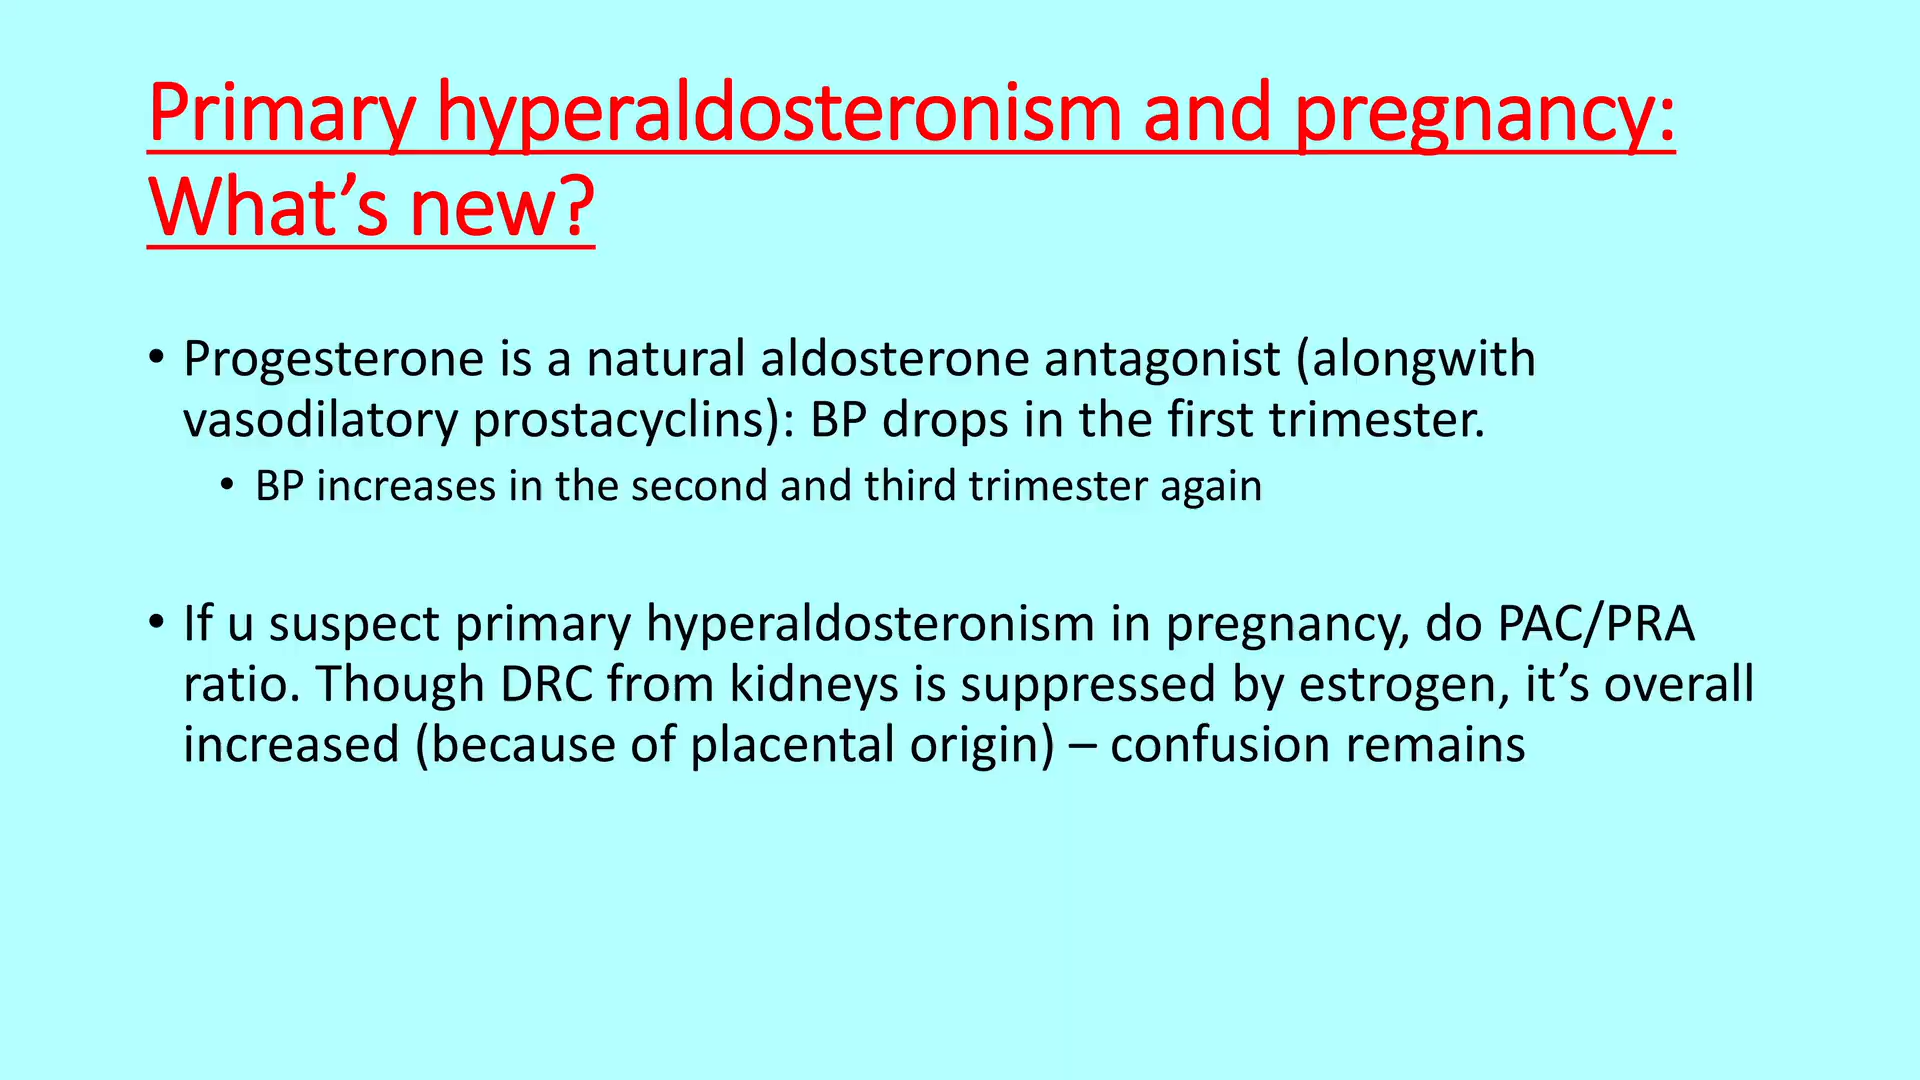 Primary hyperaldosteronism and pregnancy:
What’s new?
• Progesterone is a natural aldosterone antagonist (alongwith
vasodilatory prostacyclins): BP drops in the first trimester.
• BP increases in the second and third trimester again
• If u suspect primary hyperaldosteronism in pregnancy, do PAC/PRA
ratio. Though DRC from kidneys is suppressed by estrogen, it’s overall
increased (because of placental origin) – confusion remains